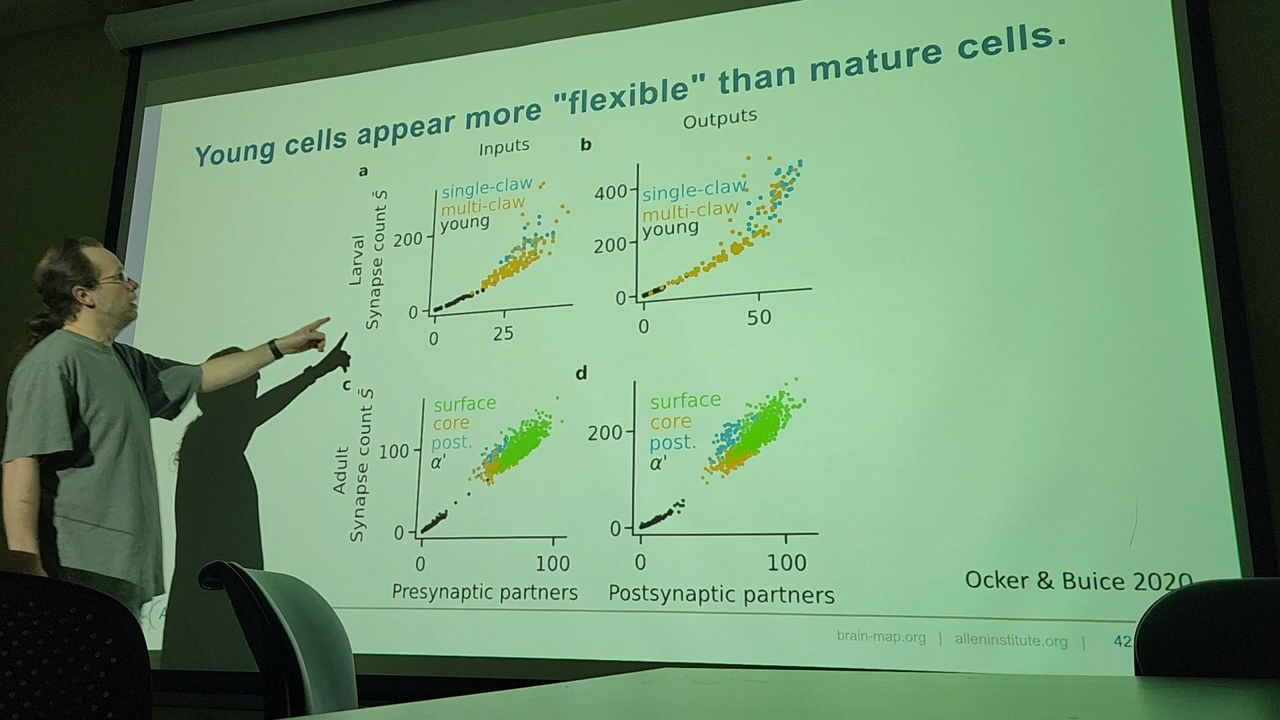 Young cells appear more "flexible" than mature cells.
Inputs
Outputs
a
b
Larval
Synapse count S̄
200
0
single-claw
multi-claw
young
0
25
400
200
0
single-claw
multi-claw
young
0
50
c
d
Adult
Synapse count S̄
100
0
surface
core
post.
α'
0
100
Presynaptic partners
200
0
surface
core
post.
α'
0
100
Postsynaptic partners
Ocker & Buice 2020
brain-map.org | alleninstitute.org | 42